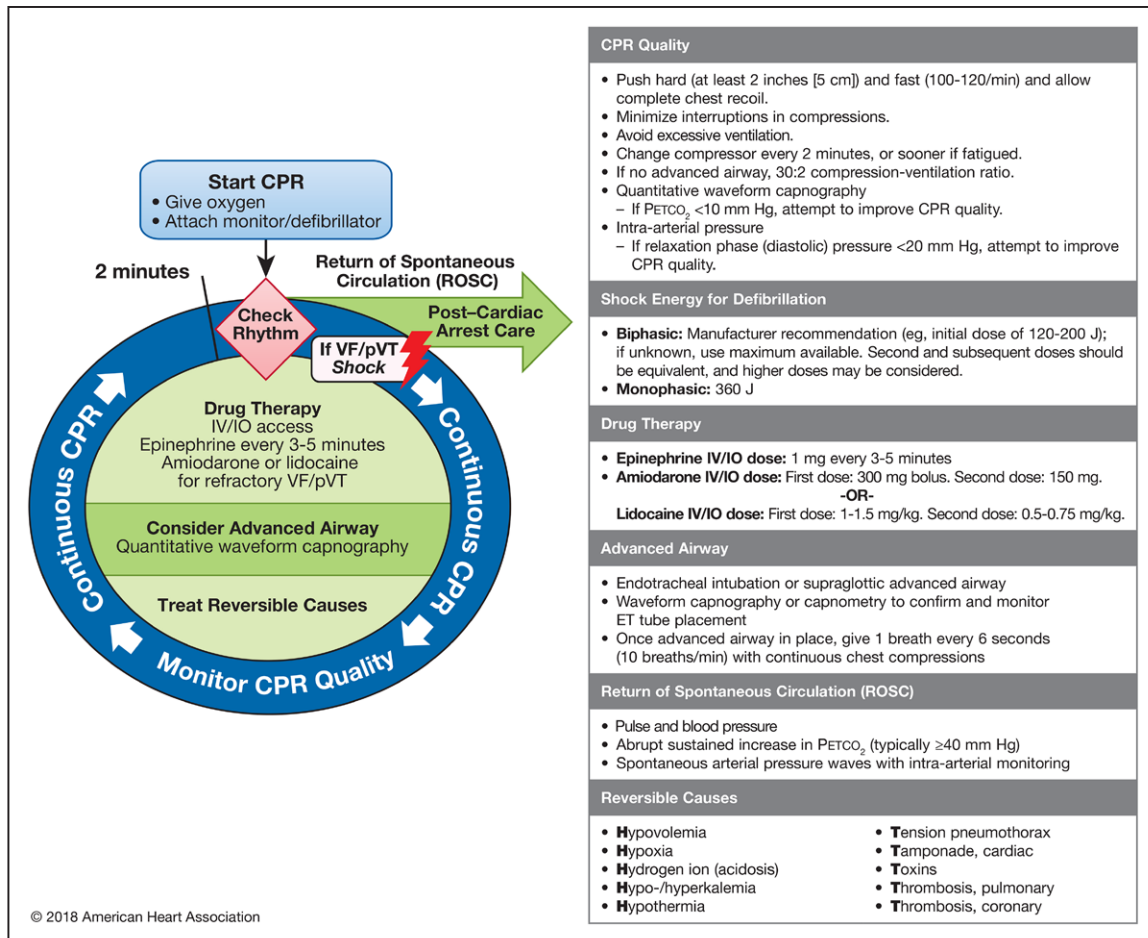 Start CPR
• Give oxygen
• Attach monitor/defibrillator
2 minutes
Return of Spontaneous
Circulation (ROSC)
Check
Rhythm
Post–Cardiac
Arrest Care
If VF/pVT
Shock
Continuous CPR
Continuous CPR
Monitor CPR Quality
Drug Therapy
IV/IO access
Epinephrine every 3-5 minutes
Amiodarone or lidocaine
for refractory VF/pVT
Consider Advanced Airway
Quantitative waveform capnography
Treat Reversible Causes
© 2018 American Heart Association
CPR Quality
• Push hard (at least 2 inches [5 cm]) and fast (100-120/min) and allow
complete chest recoil.
• Minimize interruptions in compressions.
• Avoid excessive ventilation.
• Change compressor every 2 minutes, or sooner if fatigued.
• If no advanced airway, 30:2 compression-ventilation ratio.
• Quantitative waveform capnography
– If PETCO₂ <10 mm Hg, attempt to improve CPR quality.
• Intra-arterial pressure
– If relaxation phase (diastolic) pressure <20 mm Hg, attempt to improve
CPR quality.
Shock Energy for Defibrillation
• Biphasic: Manufacturer recommendation (eg, initial dose of 120-200 J);
if unknown, use maximum available. Second and subsequent doses should
be equivalent, and higher doses may be considered.
• Monophasic: 360 J
Drug Therapy
• Epinephrine IV/IO dose: 1 mg every 3-5 minutes
• Amiodarone IV/IO dose: First dose: 300 mg bolus. Second dose: 150 mg.
-OR-
Lidocaine IV/IO dose: First dose: 1-1.5 mg/kg. Second dose: 0.5-0.75 mg/kg.
Advanced Airway
• Endotracheal intubation or supraglottic advanced airway
• Waveform capnography or capnometry to confirm and monitor
ET tube placement
• Once advanced airway in place, give 1 breath every 6 seconds
(10 breaths/min) with continuous chest compressions
Return of Spontaneous Circulation (ROSC)
• Pulse and blood pressure
• Abrupt sustained increase in PETCO₂ (typically ≥40 mm Hg)
• Spontaneous arterial pressure waves with intra-arterial monitoring
Reversible Causes
• Hypovolemia
• Hypoxia
• Hydrogen ion (acidosis)
• Hypo-/hyperkalemia
• Hypothermia
• Tension pneumothorax
• Tamponade, cardiac
• Toxins
• Thrombosis, pulmonary
• Thrombosis, coronary